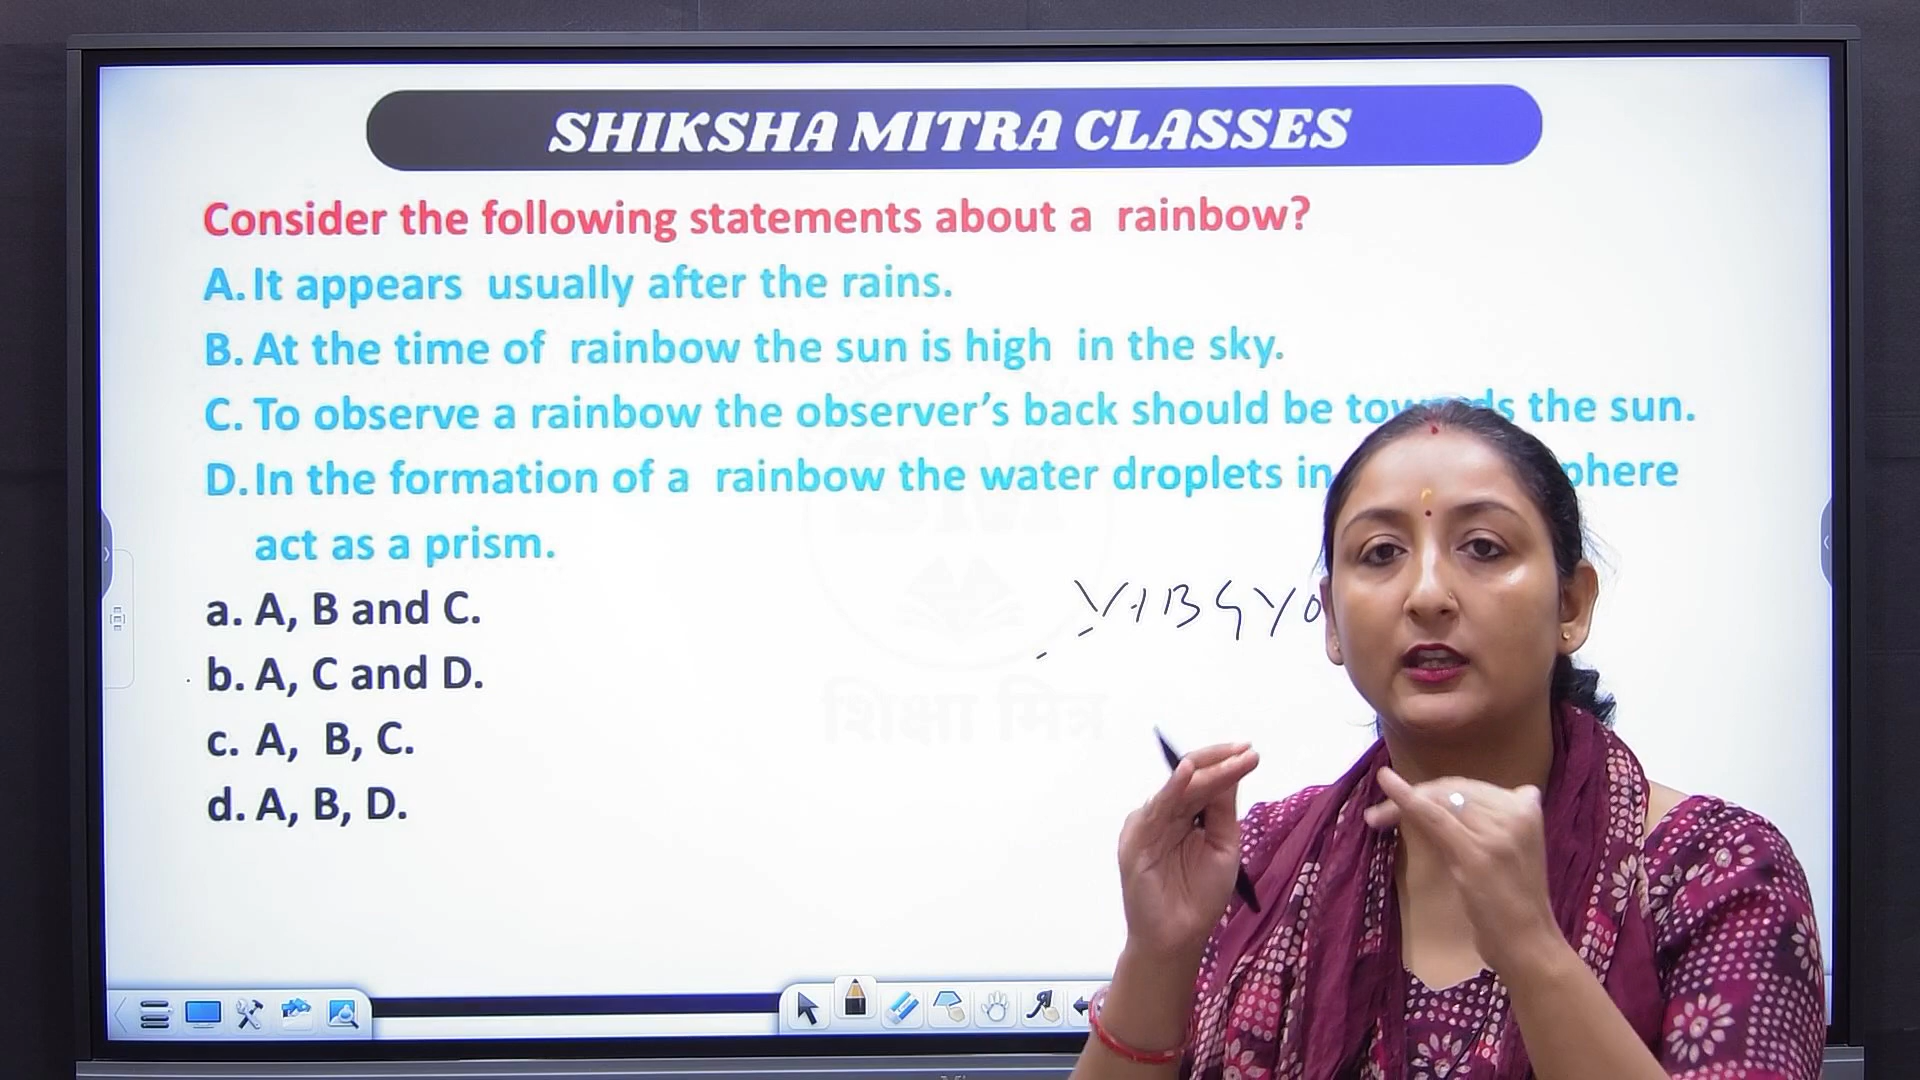 SHIKSHA MITRA CLASSES
Consider the following statements about a rainbow?
A. It appears usually after the rains.
B. At the time of rainbow the sun is high in the sky.
C. To observe a rainbow the observer's back should be the sun.
D. In the formation of a rainbow the water droplets in
act as a prism.
a. A, B and C.
VIBGYO
b. A, C and D.
शिक्षा मित्र
c. A, B, C.
d. A, B, D.